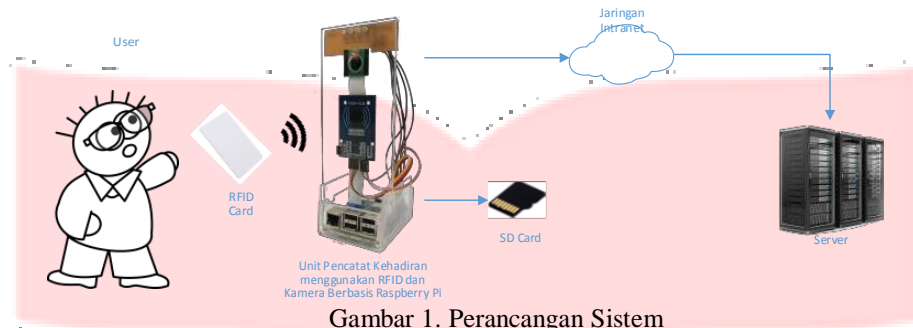 User
Jaringan
Intranet
RFID
Card
SD Card
Server
Unit Pencatat Kehadiran
menggunakan RFID dan
Kamera Berbasis Raspberry Pi
Gambar 1. Perancangan Sistem